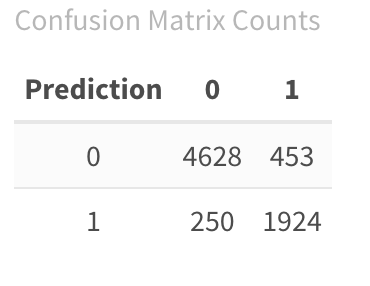 Confusion Matrix Counts
Prediction 0 1
0 4628 453
1 250 1924